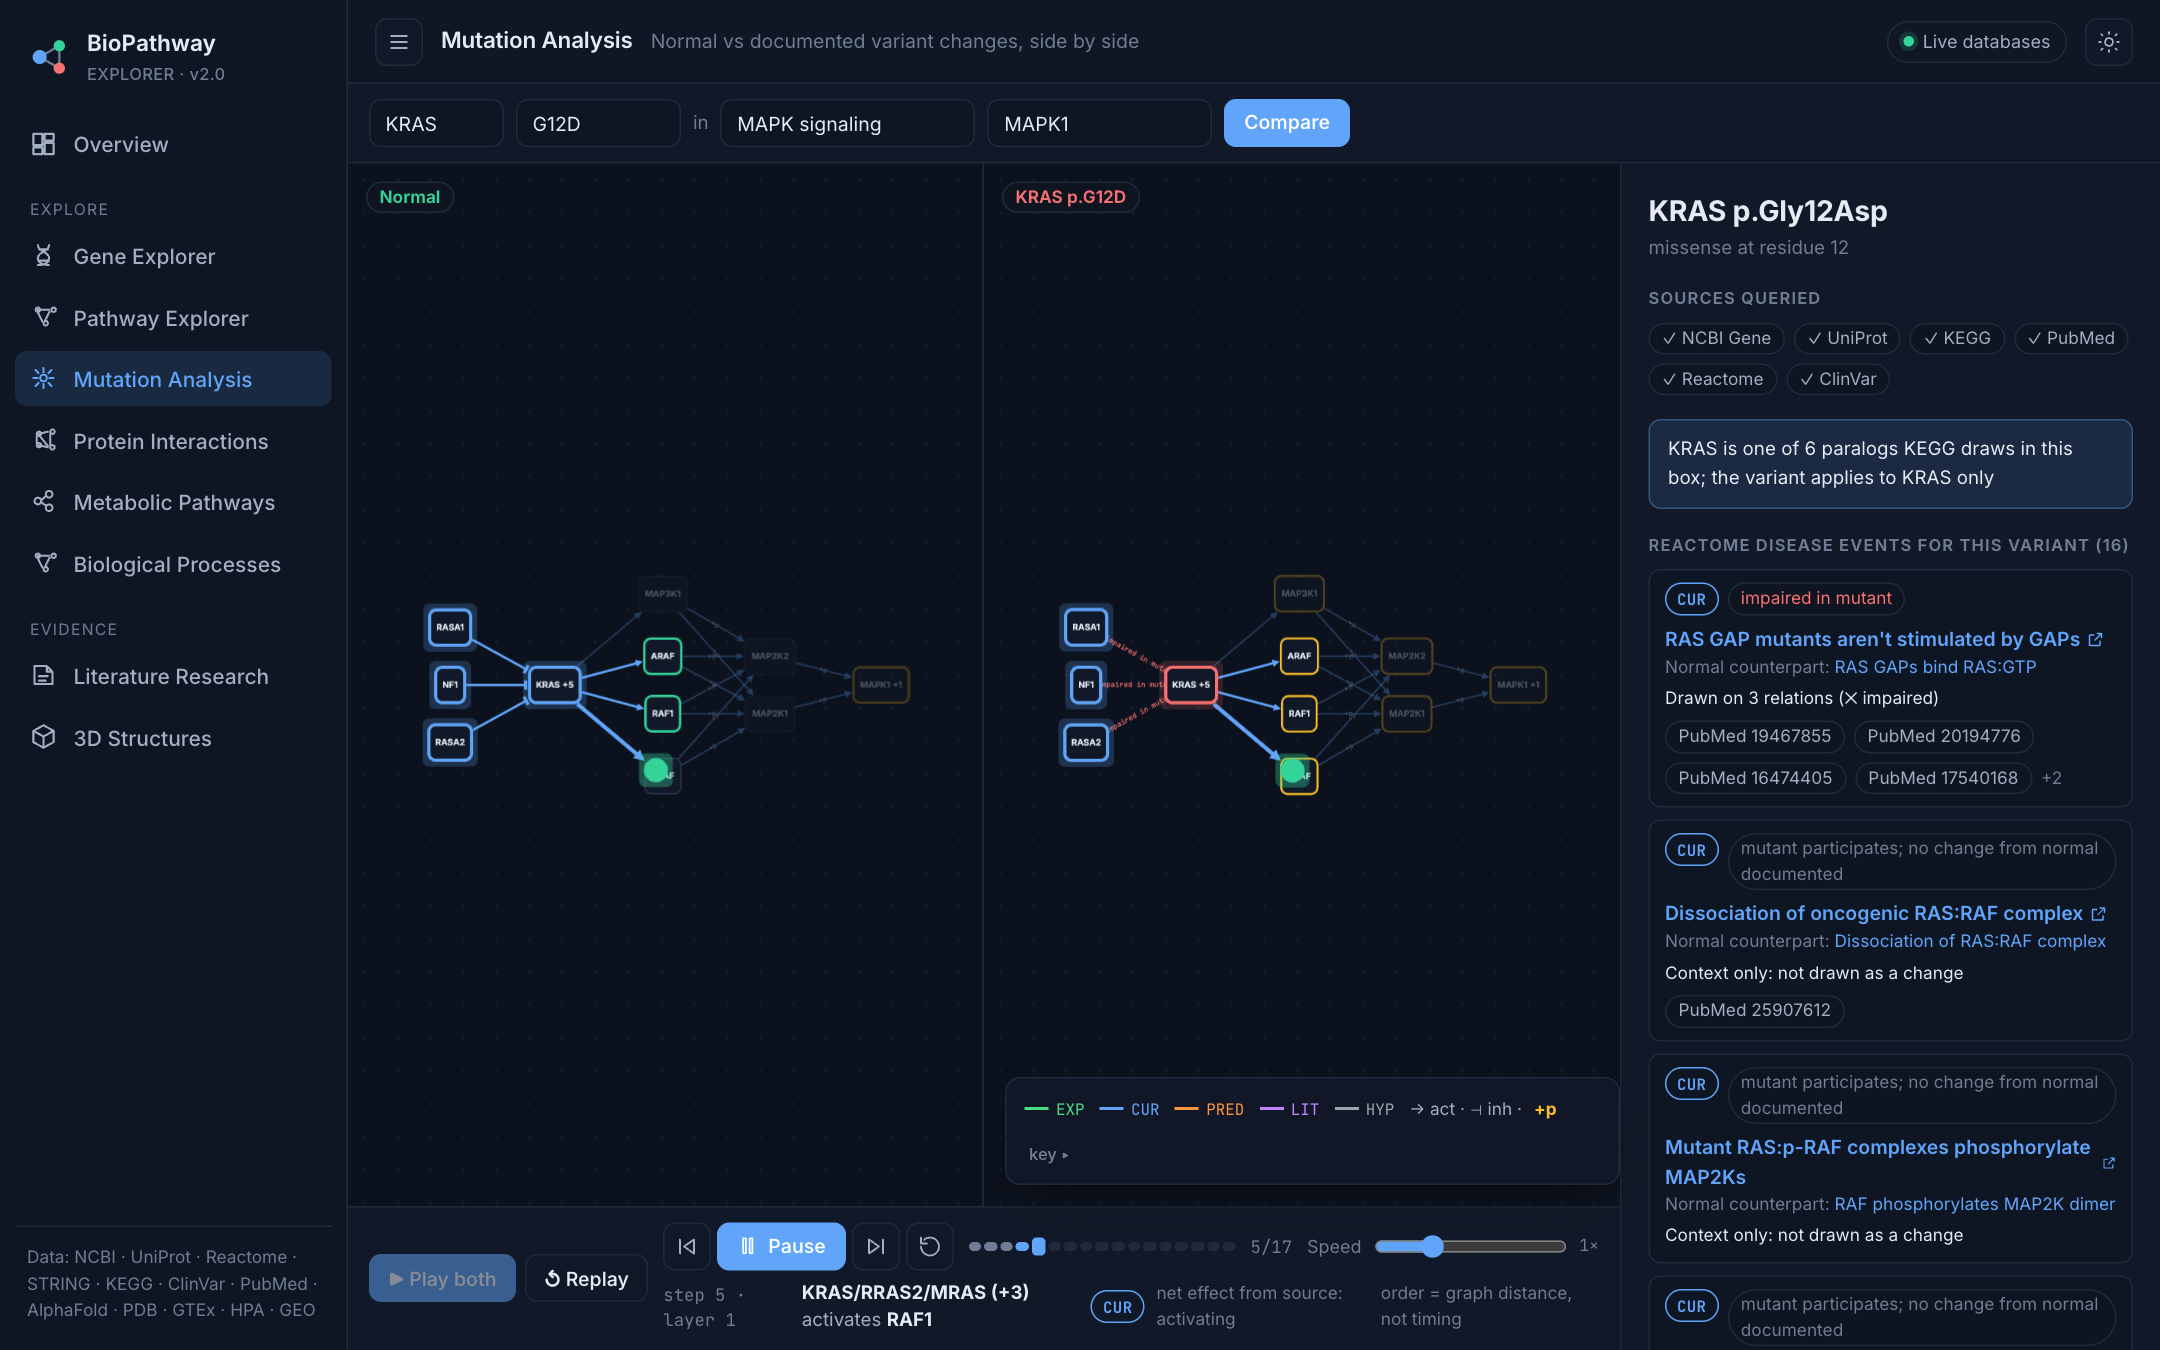 BioPathway
EXPLORER · v2.0
Overview
EXPLORE
Gene Explorer
Pathway Explorer
Mutation Analysis
Protein Interactions
Metabolic Pathways
Biological Processes
EVIDENCE
Literature Research
3D Structures
Data: NCBI · UniProt · Reactome ·
STRING · KEGG · ClinVar · PubMed ·
AlphaFold · PDB · GTEx · HPA · GEO
Mutation Analysis Normal vs documented variant changes, side by side
Live databases
KRAS G12D in MAPK signaling MAPK1 Compare
Normal
MAP3K1
RASA1
ARAF
MAP2K2
NF1
KRAS +5
MAPK1 +1
RAF1
MAP2K1
RASA2
KRAS p.G12D
MAP3K1
RASA1
ARAF
MAP2K2
NF1
KRAS +5
MAPK1 +1
RAF1
MAP2K1
RASA2
EXP CUR PRED LIT HYP → act · ⊣ inh · +p
key ▸
Play both Replay
Pause
5/17 Speed 1×
step 5 ·
layer 1
KRAS/RRAS2/MRAS (+3)
activates RAF1
CUR
net effect from source:
activating
order = graph distance,
not timing
KRAS p.Gly12Asp
missense at residue 12
SOURCES QUERIED
✓ NCBI Gene ✓ UniProt ✓ KEGG ✓ PubMed
✓ Reactome ✓ ClinVar
KRAS is one of 6 paralogs KEGG draws in this
box; the variant applies to KRAS only
REACTOME DISEASE EVENTS FOR THIS VARIANT (16)
CUR impaired in mutant
RAS GAP mutants aren't stimulated by GAPs
Normal counterpart: RAS GAPs bind RAS:GTP
Drawn on 3 relations (✕ impaired)
PubMed 19467855 PubMed 20194776
PubMed 16474405 PubMed 17540168 +2
CUR mutant participates; no change from normal
documented
Dissociation of oncogenic RAS:RAF complex
Normal counterpart: Dissociation of RAS:RAF complex
Context only: not drawn as a change
PubMed 25907612
CUR mutant participates; no change from normal
documented
Mutant RAS:p-RAF complexes phosphorylate
MAP2Ks
Normal counterpart: RAF phosphorylates MAP2K dimer
Context only: not drawn as a change
CUR mutant participates; no change from normal
documented